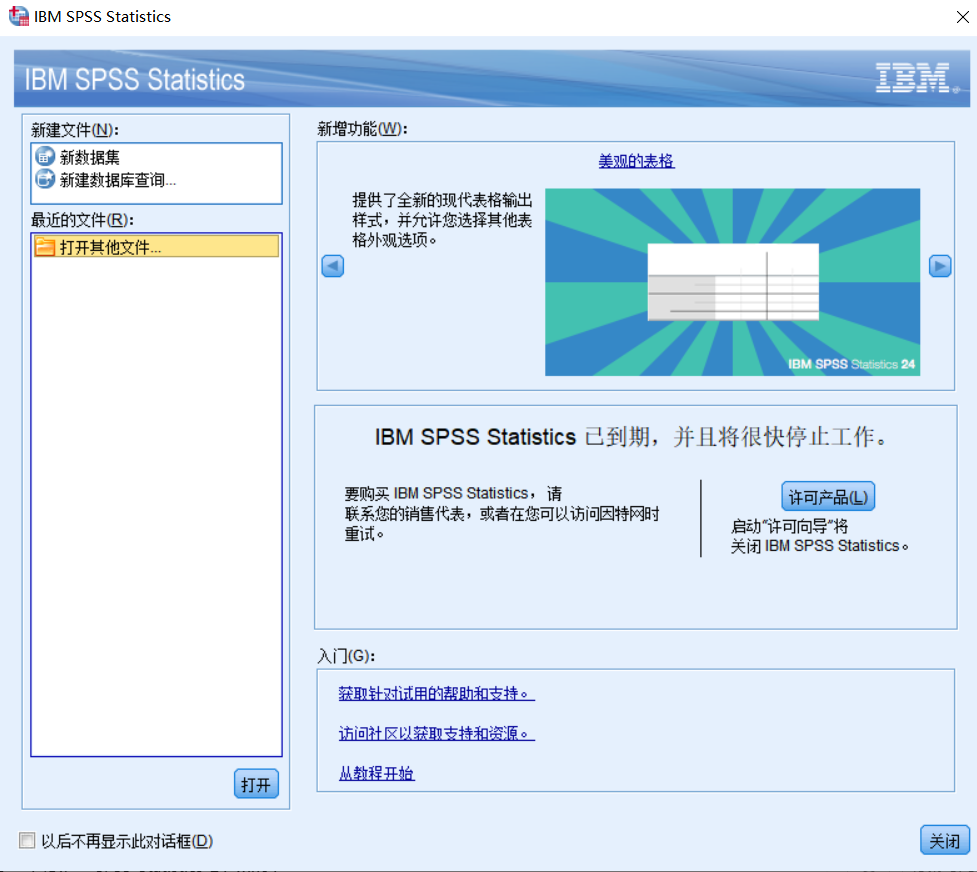 IBM SPSS Statistics
IBM SPSS Statistics
IBM
新建文件(N):
新数据集
新建数据库查询...
最近的文件(R):
打开其他文件...
打开
新增功能(W):
美观的表格
提供了全新的现代表格输出
样式，并允许您选择其他表
格外观选项。
IBM SPSS Statistics 24
IBM SPSS Statistics 已到期，并且将很快停止工作。
要购买 IBM SPSS Statistics，请
联系您的销售代表，或者在您可以访问因特网时
重试。
许可产品(L)
启动“许可向导”将
关闭 IBM SPSS Statistics。
入门(G):
获取针对试用的帮助和支持。
访问社区以获取支持和资源。
从教程开始
以后不再显示此对话框(D)
关闭